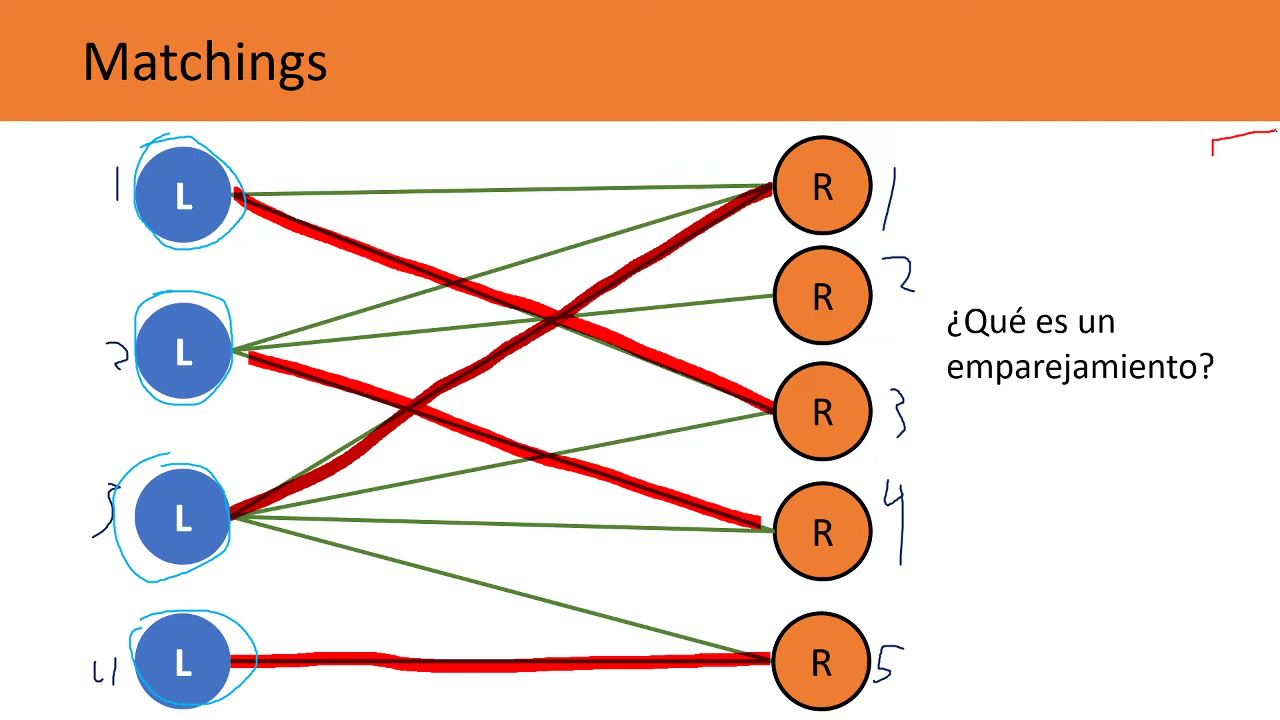 Matchings
1 L R 1
R 2
2 L
R 3
3 L R 4
4 L R 5
¿Qué es un
emparejamiento?